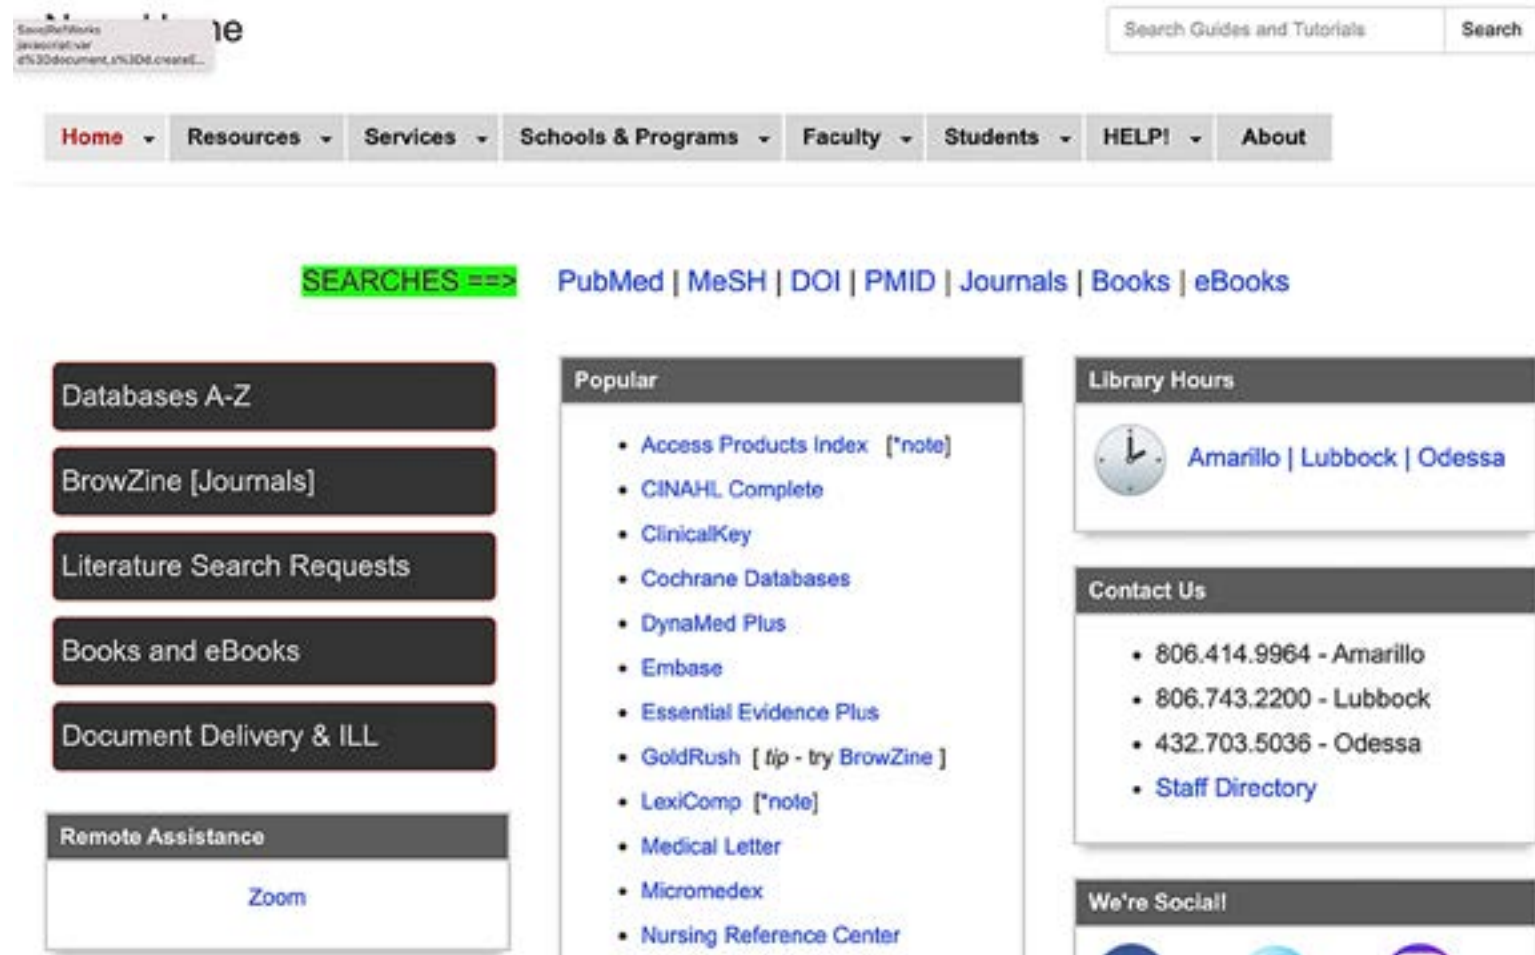 Search Guides and Tutorials
Search
Home
Resources
Services
Schools & Programs
Faculty
Students
HELP!
About
SEARCHES ==> PubMed | MeSH | DOI | PMID | Journals | Books | eBooks
Databases A-Z
BrowZine [Journals]
Literature Search Requests
Books and eBooks
Document Delivery & ILL
Remote Assistance
Zoom
Popular
Access Products Index [*note]
CINAHL Complete
ClinicalKey
Cochrane Databases
DynaMed Plus
Embase
Essential Evidence Plus
GoldRush [ tip - try BrowZine ]
LexiComp [*note]
Medical Letter
Micromedex
Nursing Reference Center
Library Hours
Amarillo | Lubbock | Odessa
Contact Us
806.414.9964 - Amarillo
806.743.2200 - Lubbock
432.703.5036 - Odessa
Staff Directory
We're Social!